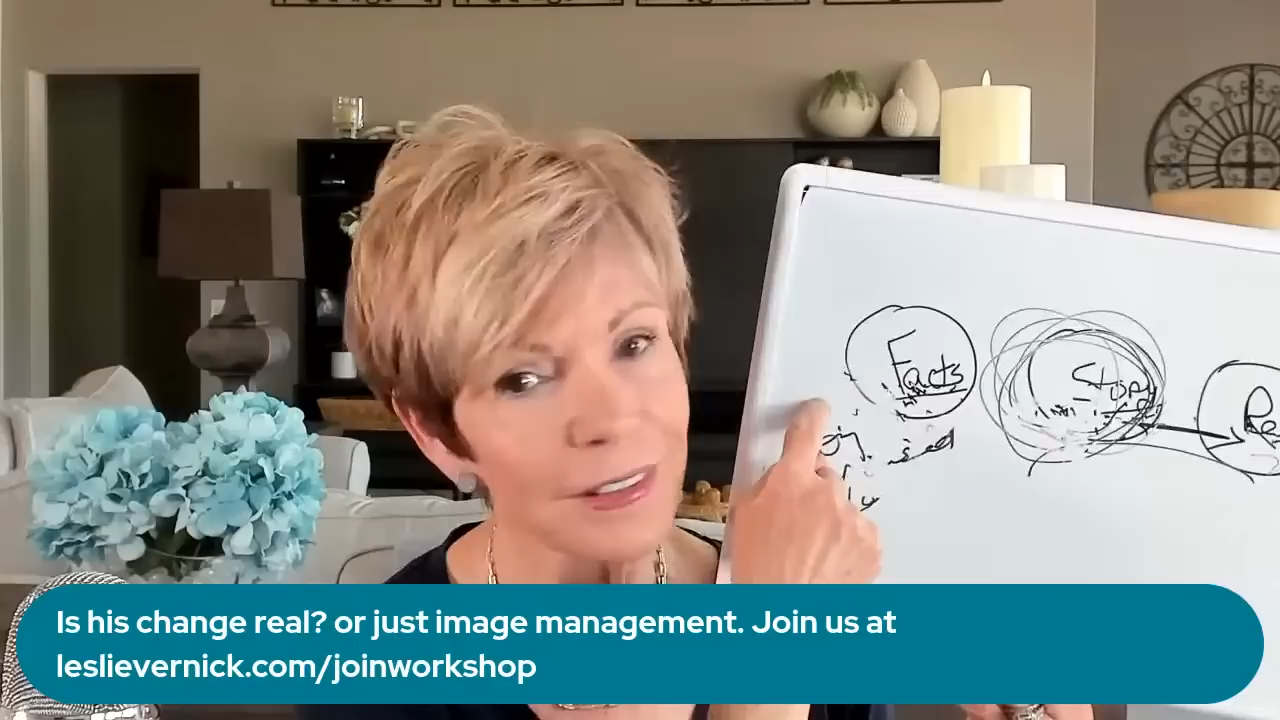 Facts
Story
Is his change real? or just image management. Join us at
leslievernick.com/joinworkshop